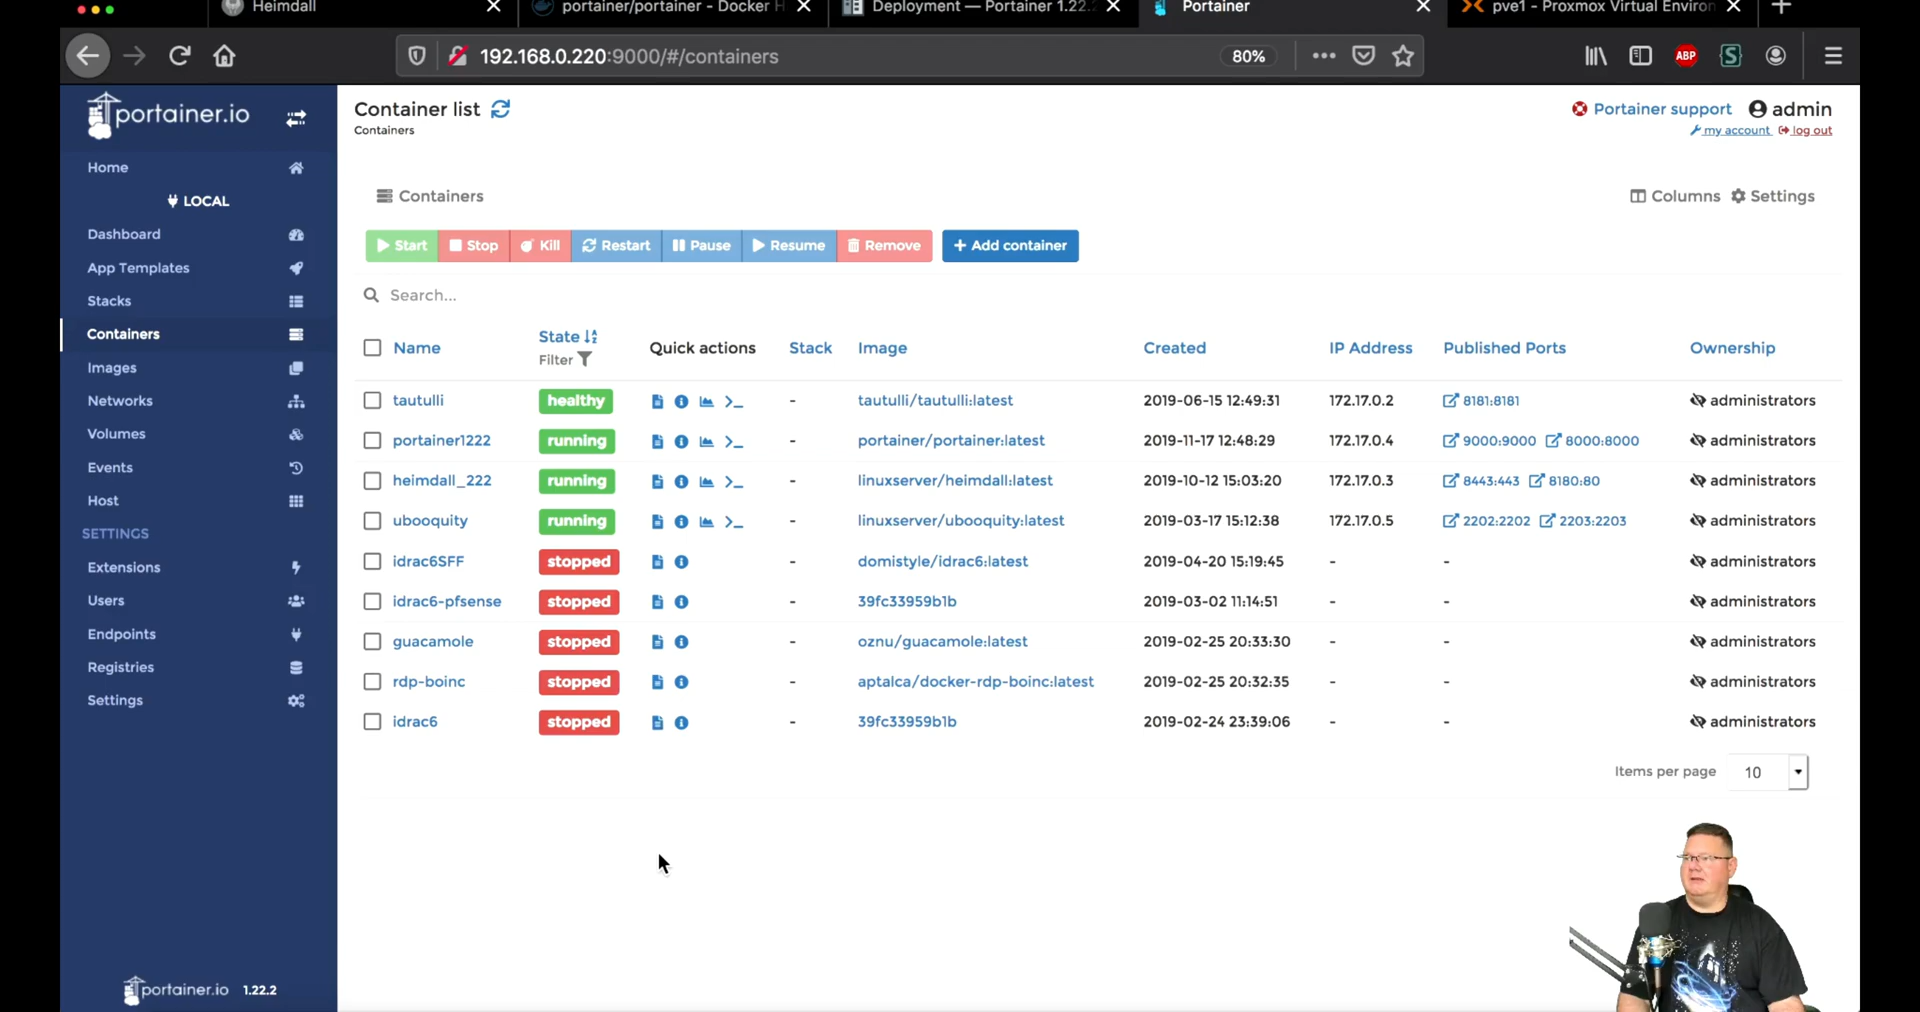 Heimdall
portainer/portainer - Docker H
Deployment — Portainer 1.22.
Portainer
pve1 - Proxmox Virtual Environ
192.168.0.220:9000/#/containers
80%
ABP
S
portainer.io
Home
LOCAL
Dashboard
App Templates
Stacks
Containers
Images
Networks
Volumes
Events
Host
SETTINGS
Extensions
Users
Endpoints
Registries
Settings
portainer.io 1.22.2
Container list
Containers
Portainer support admin
my account log out
Containers
Columns Settings
Start Stop Kill Restart Pause Resume Remove + Add container
Search...
Name State Filter Quick actions Stack Image Created IP Address Published Ports Ownership
tautulli healthy - tautulli/tautulli:latest 2019-06-15 12:49:31 172.17.0.2 8181:8181 administrators
portainer1222 running - portainer/portainer:latest 2019-11-17 12:48:29 172.17.0.4 9000:9000 8000:8000 administrators
heimdall_222 running - linuxserver/heimdall:latest 2019-10-12 15:03:20 172.17.0.3 8443:443 8180:80 administrators
ubooquity running - linuxserver/ubooquity:latest 2019-03-17 15:12:38 172.17.0.5 2202:2202 2203:2203 administrators
idrac6SFF stopped - domistyle/idrac6:latest 2019-04-20 15:19:45 - - administrators
idrac6-pfsense stopped - 39fc33959b1b 2019-03-02 11:14:51 - - administrators
guacamole stopped - oznu/guacamole:latest 2019-02-25 20:33:30 - - administrators
rdp-boinc stopped - aptalca/docker-rdp-boinc:latest 2019-02-25 20:32:35 - - administrators
idrac6 stopped - 39fc33959b1b 2019-02-24 23:39:06 - - administrators
Items per page 10